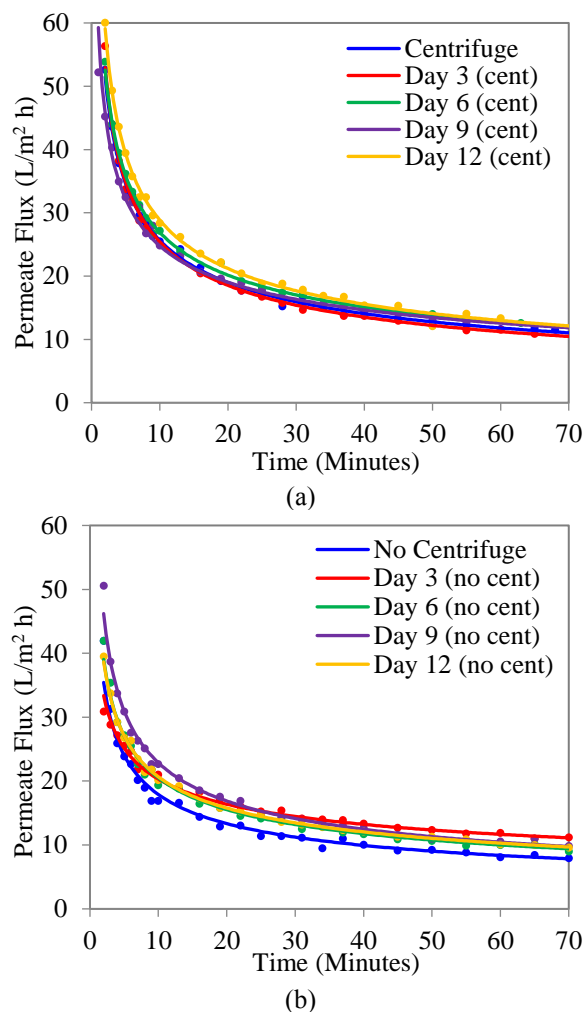 60
50
40
30
20
10
0
Permeate Flux (L/m² h)
Centrifuge
Day 3 (cent)
Day 6 (cent)
Day 9 (cent)
Day 12 (cent)
0 10 20 30 40 50 60 70
Time (Minutes)
(a)
60
50
40
30
20
10
0
Permeate Flux (L/m² h)
No Centrifuge
Day 3 (no cent)
Day 6 (no cent)
Day 9 (no cent)
Day 12 (no cent)
0 10 20 30 40 50 60 70
Time (Minutes)
(b)